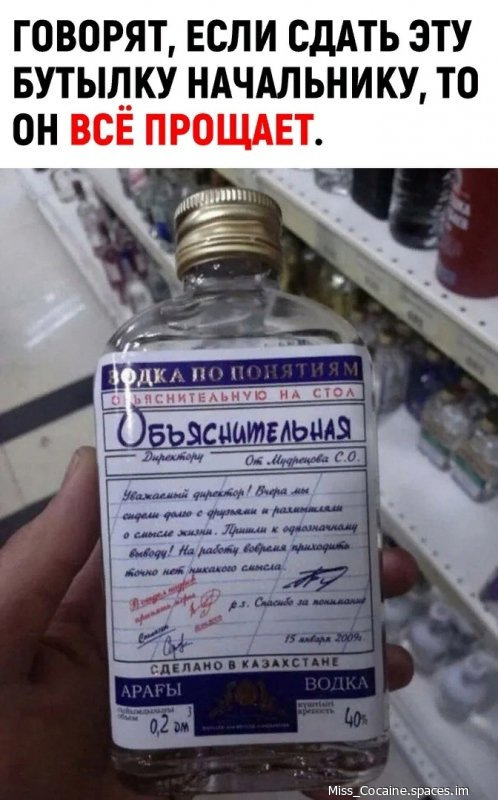 ГОВОРЯТ, ЕСЛИ СДАТЬ ЭТУ
БУТЫЛКУ НАЧАЛЬНИКУ, ТО
ОН ВСЁ ПРОЩАЕТ.
ВОДКА ПО ПОНЯТИЯМ
ОБЪЯСНИТЕЛЬНУЮ НА СТОЛ
ОБЪЯСНИТЕЛЬНАЯ
Директору От Мудрецова С.О.
Уважаемый директор! Вчера мы
сидели долго с друзьями и размышляли
о смысле жизни. Пришли к однозначному
выводу! На работу вовремя приходить
точно нет никакого смысла.
p.s. Спасибо за понимание
15 января 2009г.
СДЕЛАНО В КАЗАХСТАНЕ
АРАҒЫ ВОДКА
объем 0,2 дм 3 крепость 40%
Miss_Cocaine.spaces.im